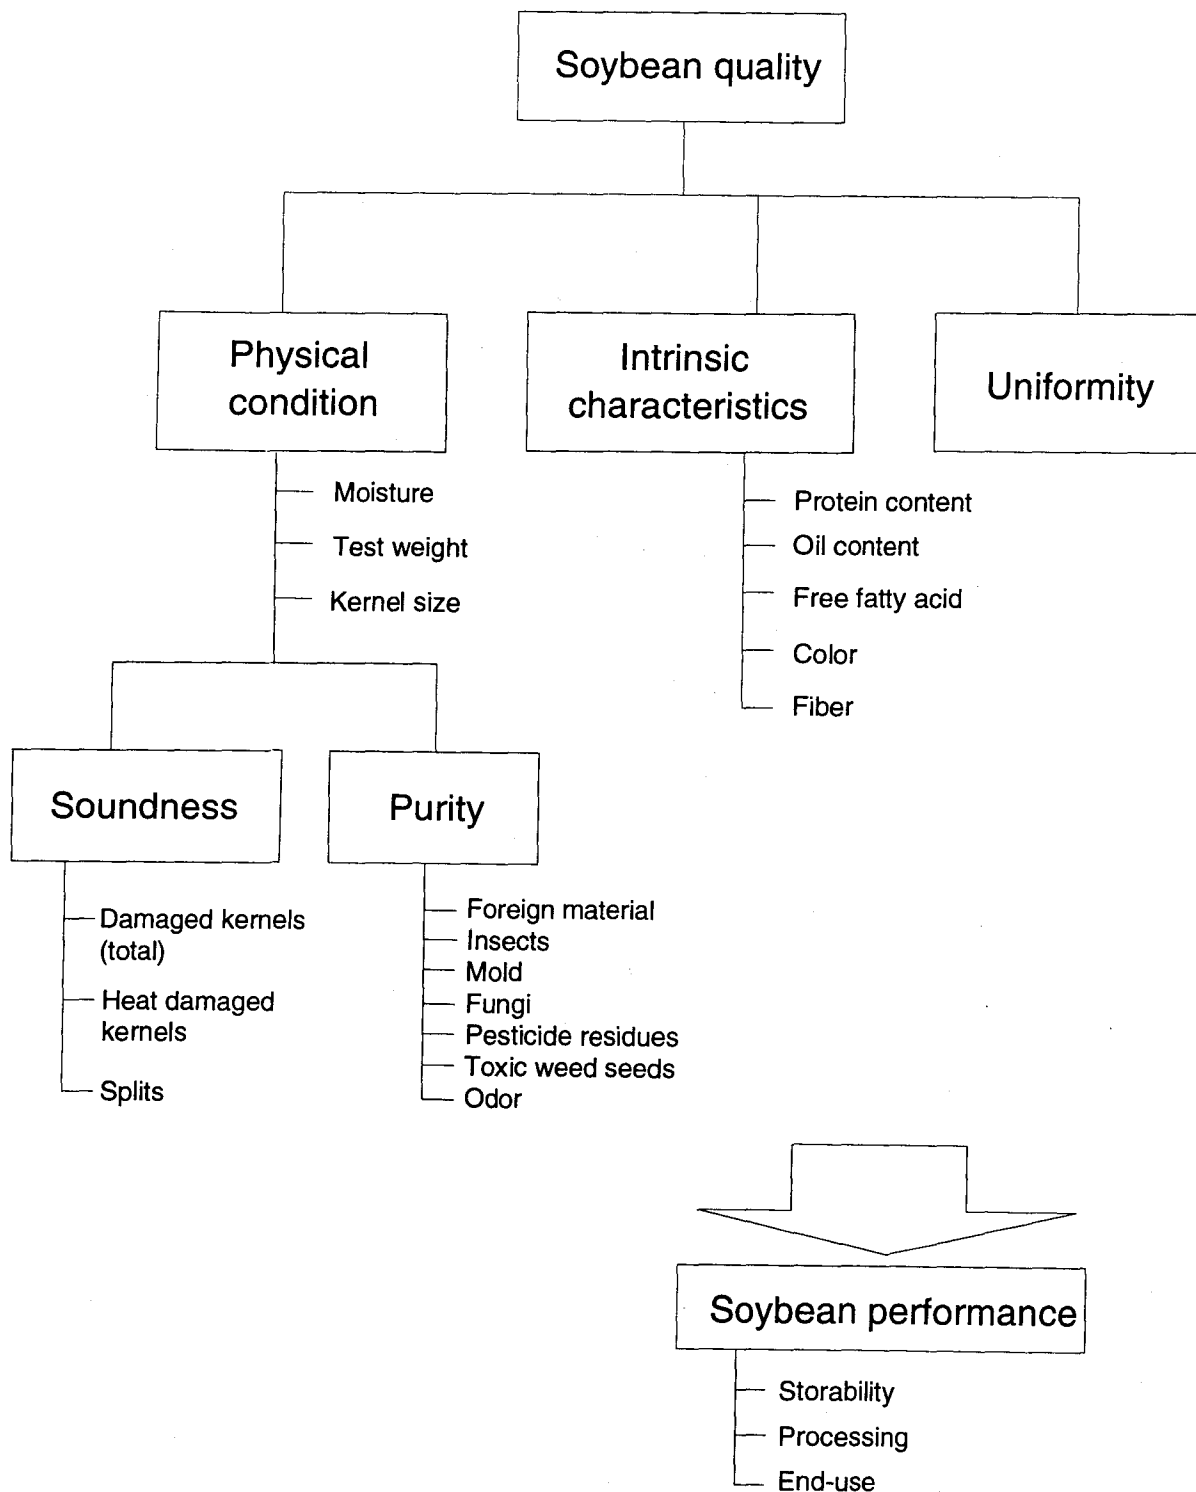 Soybean quality
Physical
condition
Intrinsic
characteristics
Uniformity
Moisture
Test weight
Kernel size
Protein content
Oil content
Free fatty acid
Color
Fiber
Soundness
Purity
Damaged kernels
(total)
Heat damaged
kernels
Splits
Foreign material
Insects
Mold
Fungi
Pesticide residues
Toxic weed seeds
Odor
Soybean performance
Storability
Processing
End-use